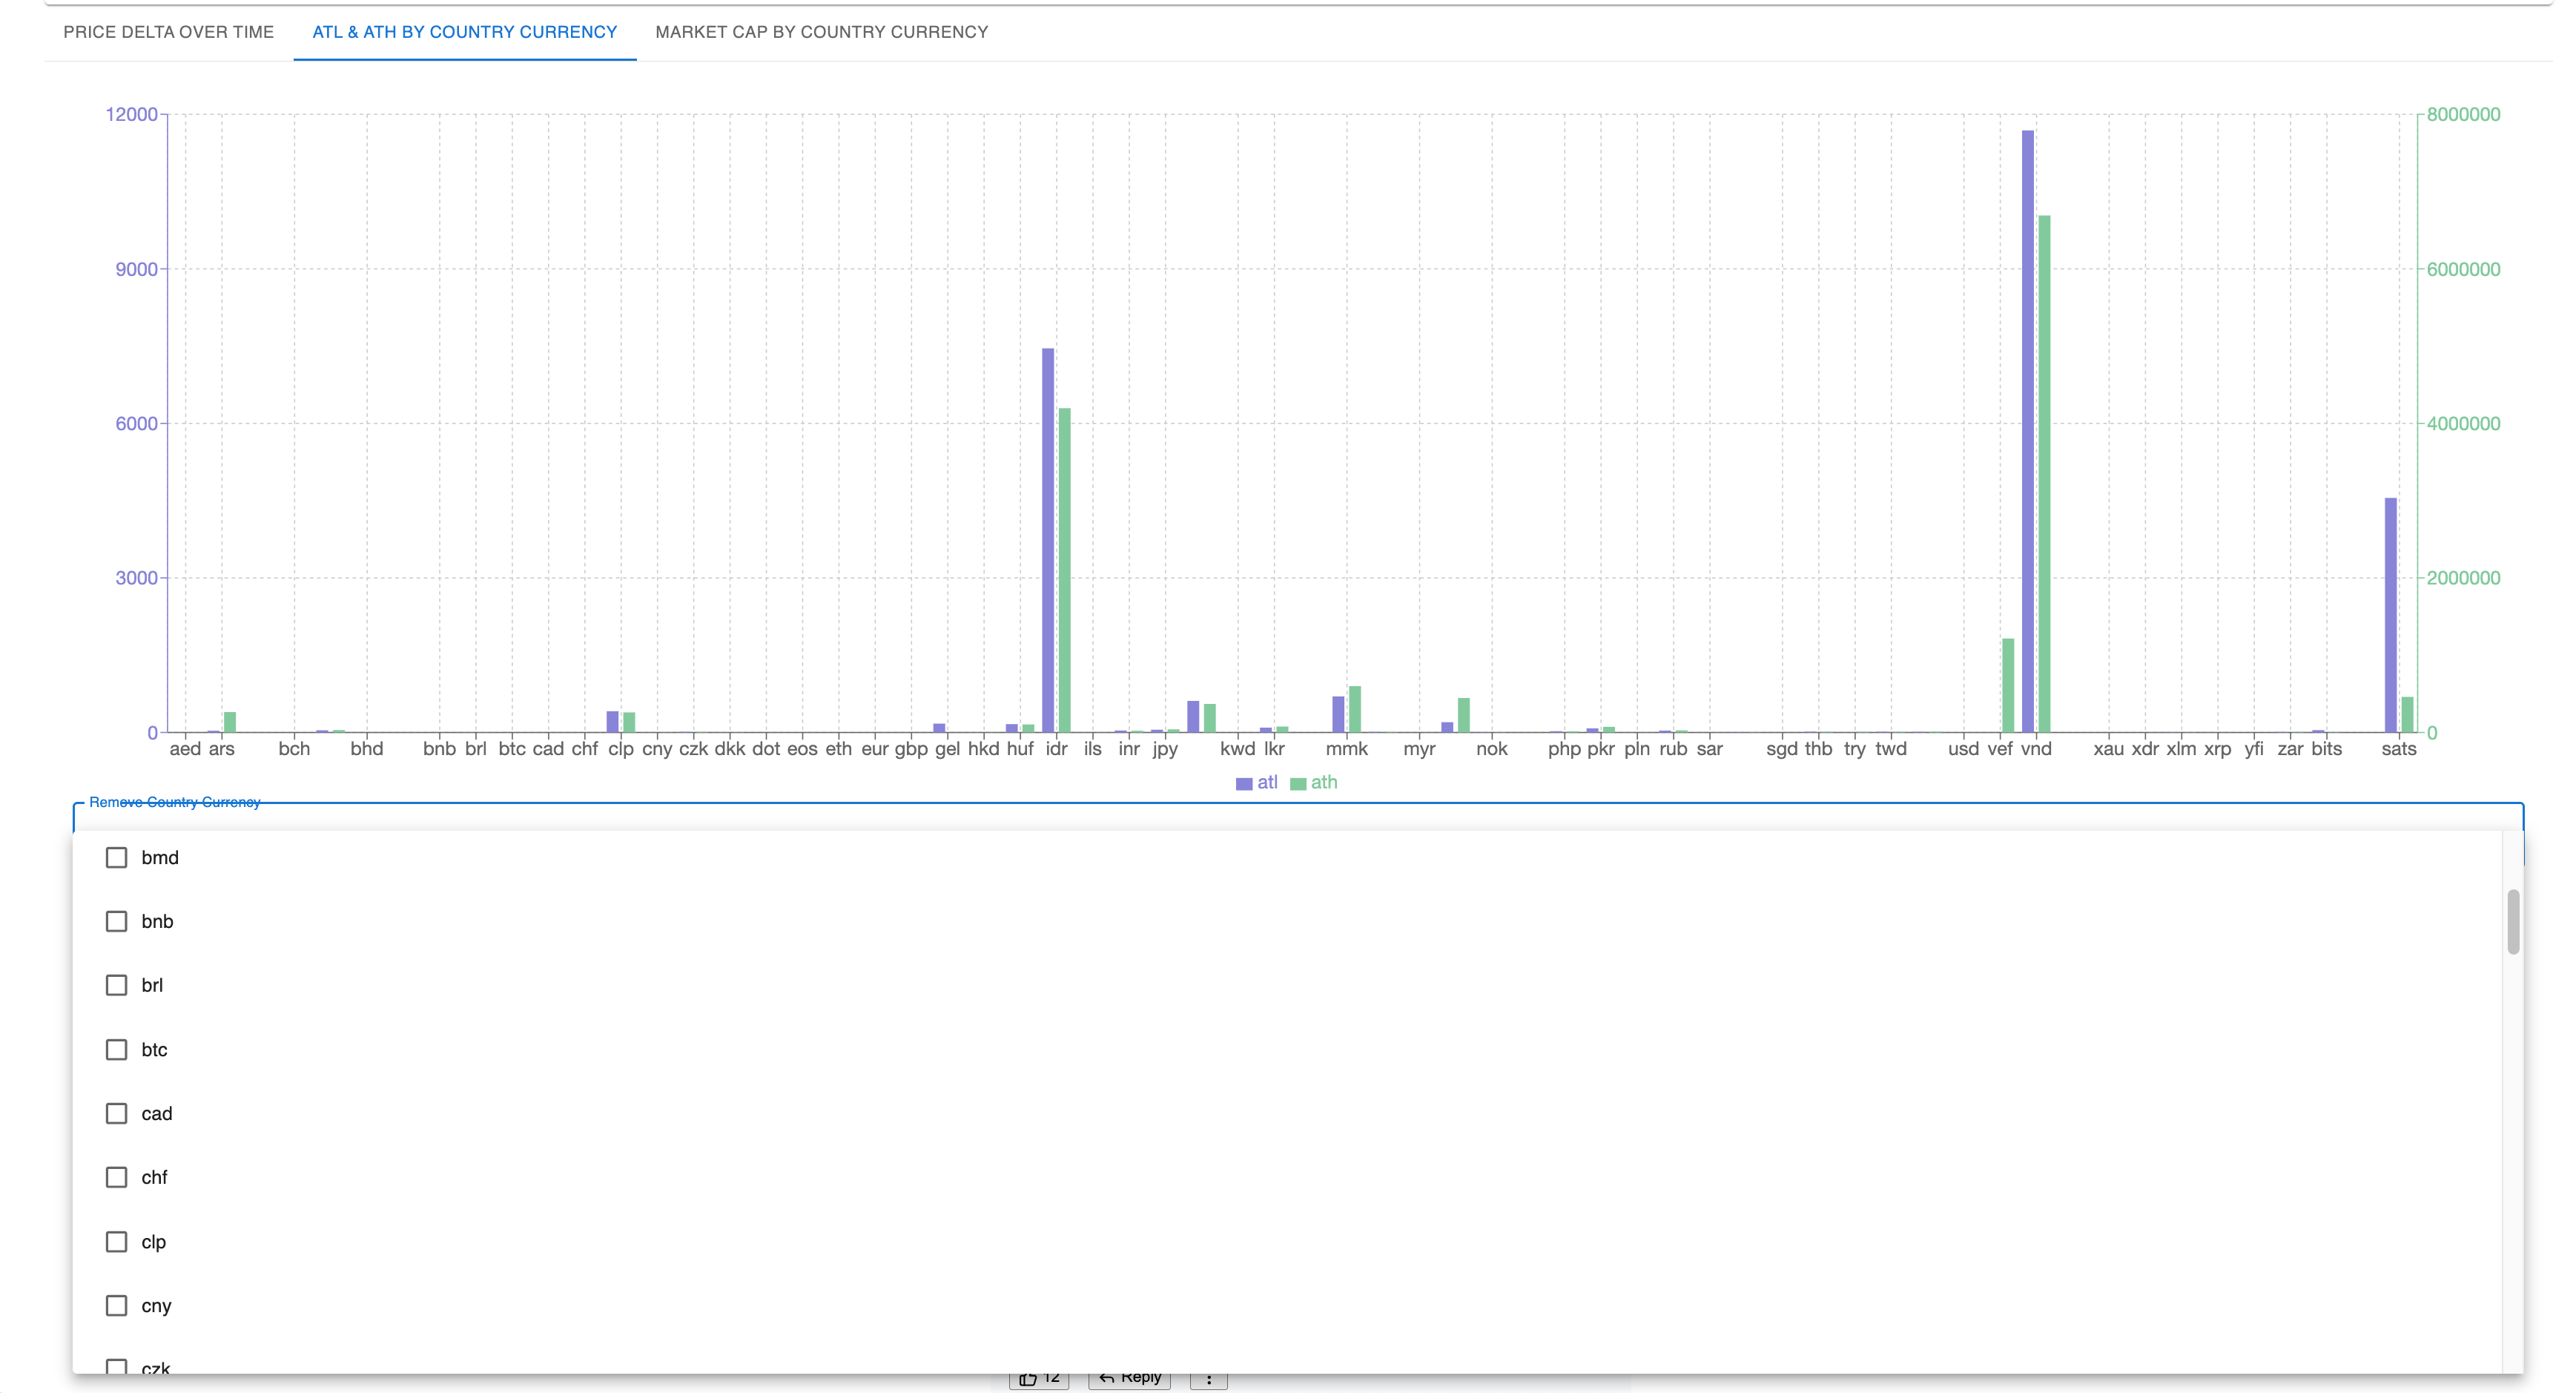 PRICE DELTA OVER TIME ATL & ATH BY COUNTRY CURRENCY MARKET CAP BY COUNTRY CURRENCY
12000 8000000
9000 6000000
6000 4000000
3000 2000000
0 0
aed ars bch bhd bnb brl btc cad chf clp cny czk dkk dot eos eth eur gbp gel hkd huf idr ils inr jpy kwd lkr mmk myr nok php pkr pln rub sar sgd thb try twd usd vef vnd xau xdr xlm xrp yfi zar bits sats
atl ath
Remove Country Currency
bmd
bnb
brl
btc
cad
chf
clp
cny
czk
12 Reply